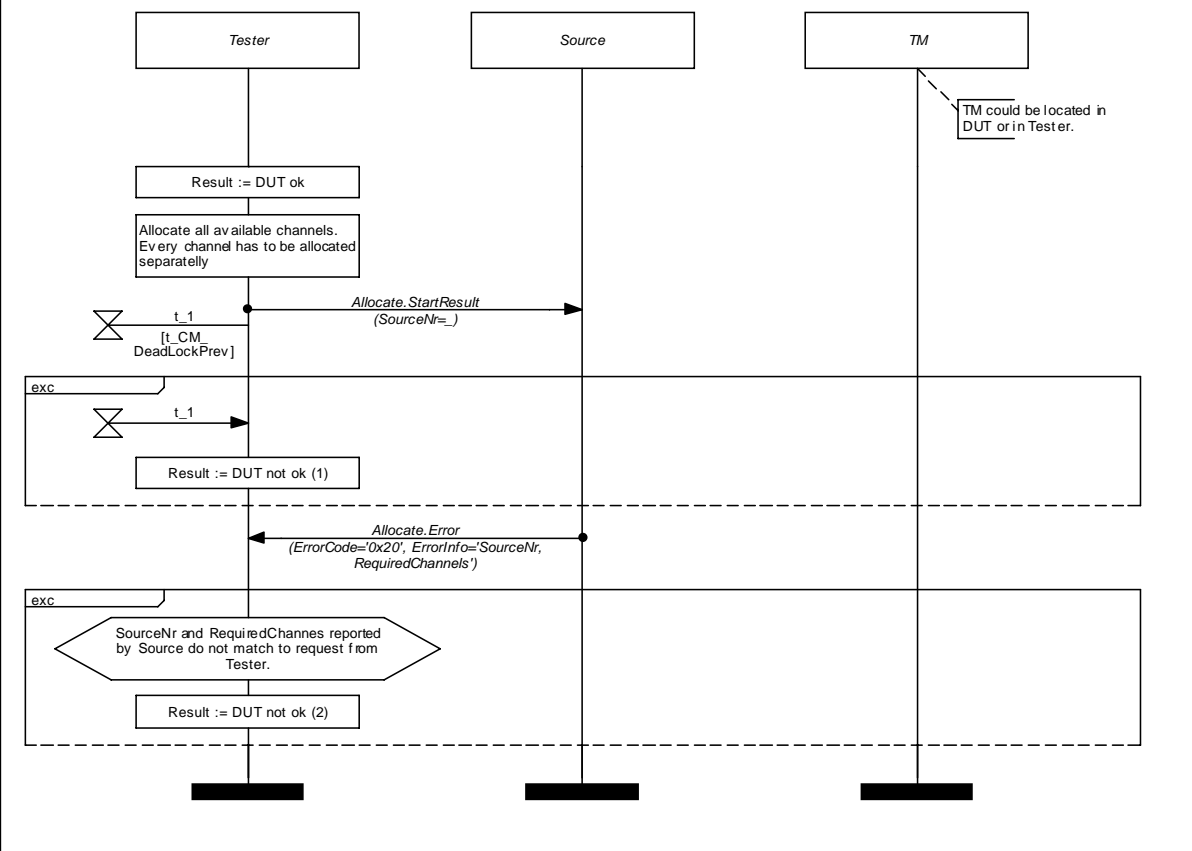 Tester
Source
TM
TM could be located in
DUT or in Tester.
Result := DUT ok
Allocate all available channels.
Every channel has to be allocated
separatelly
Allocate.StartResult
(SourceNr=_)
t_1
[t_CM_
DeadLockPrev]
exc
t_1
Result := DUT not ok (1)
Allocate.Error
(ErrorCode='0x20', ErrorInfo='SourceNr,
RequiredChannels')
exc
SourceNr and RequiredChannes reported
by Source do not match to request from
Tester.
Result := DUT not ok (2)